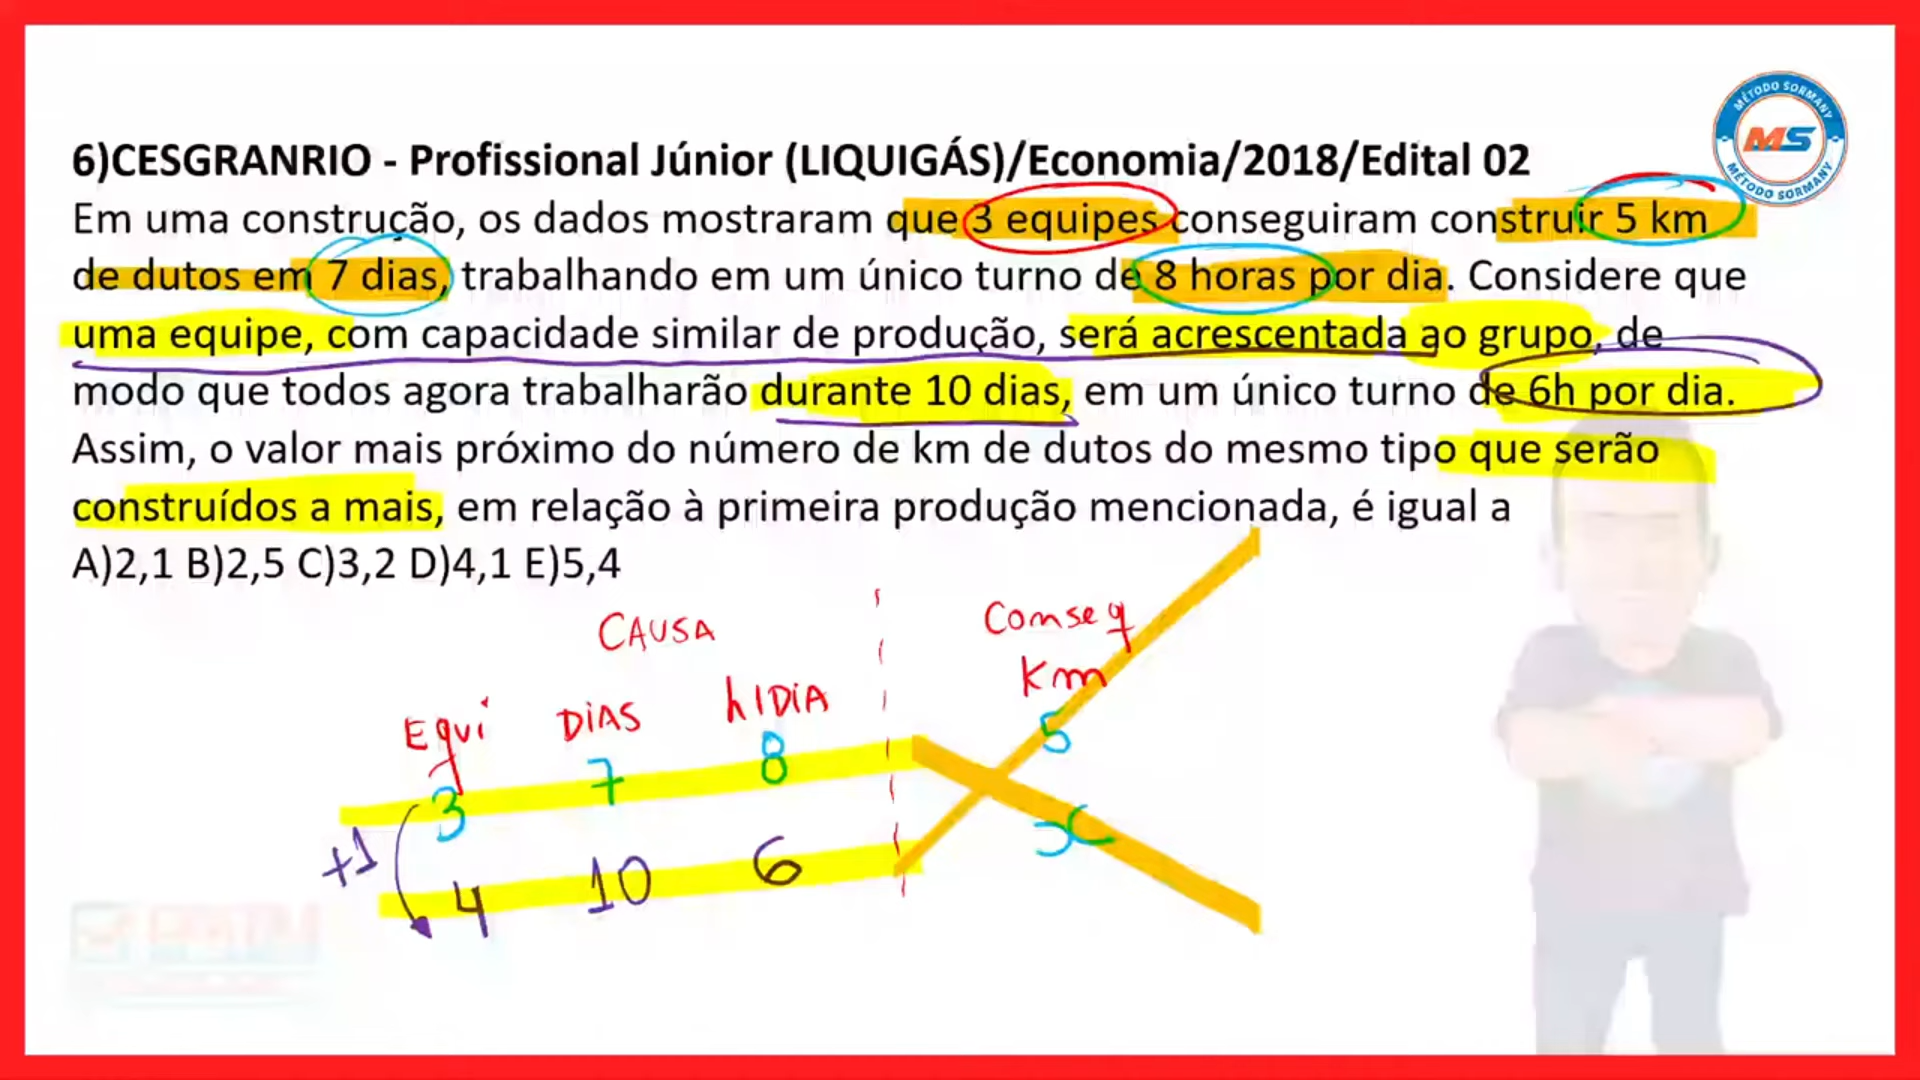 MÉTODO SORMANY
MS
MÉTODO SORMANY
6)CESGRANRIO - Profissional Júnior (LIQUIGÁS)/Economia/2018/Edital 02
Em uma construção, os dados mostraram que 3 equipes conseguiram construir 5 km
de dutos em 7 dias, trabalhando em um único turno de 8 horas por dia. Considere que
uma equipe, com capacidade similar de produção, será acrescentada ao grupo, de
modo que todos agora trabalharão durante 10 dias, em um único turno de 6h por dia.
Assim, o valor mais próximo do número de km de dutos do mesmo tipo que serão
construídos a mais, em relação à primeira produção mencionada, é igual a
A)2,1 B)2,5 C)3,2 D)4,1 E)5,4
CAUSA Conseq
Equi DiAS h/DiA Km
3 7 8 5
+1
4 10 6 x